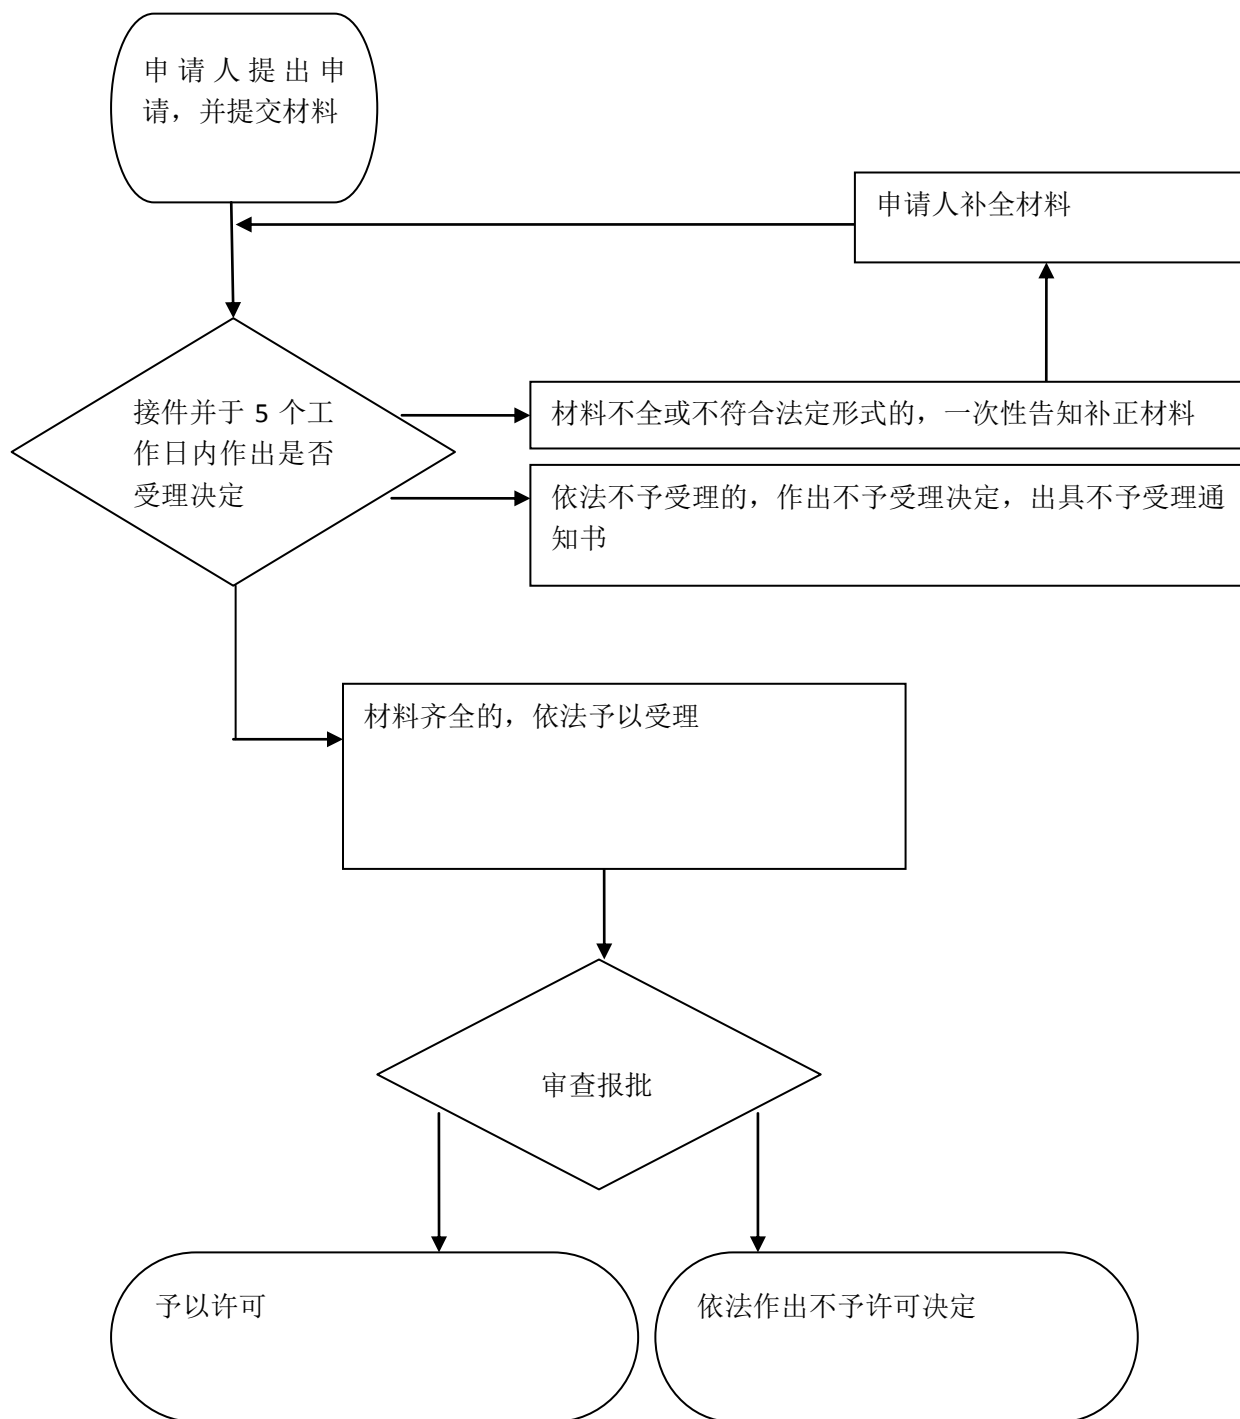 申请人提出申
请，并提交材料
申请人补全材料
接件并于 5 个工
作日内作出是否
受理决定
材料不全或不符合法定形式的，一次性告知补正材料
依法不予受理的，作出不予受理决定，出具不予受理通
知书
材料齐全的，依法予以受理
审查报批
予以许可
依法作出不予许可决定